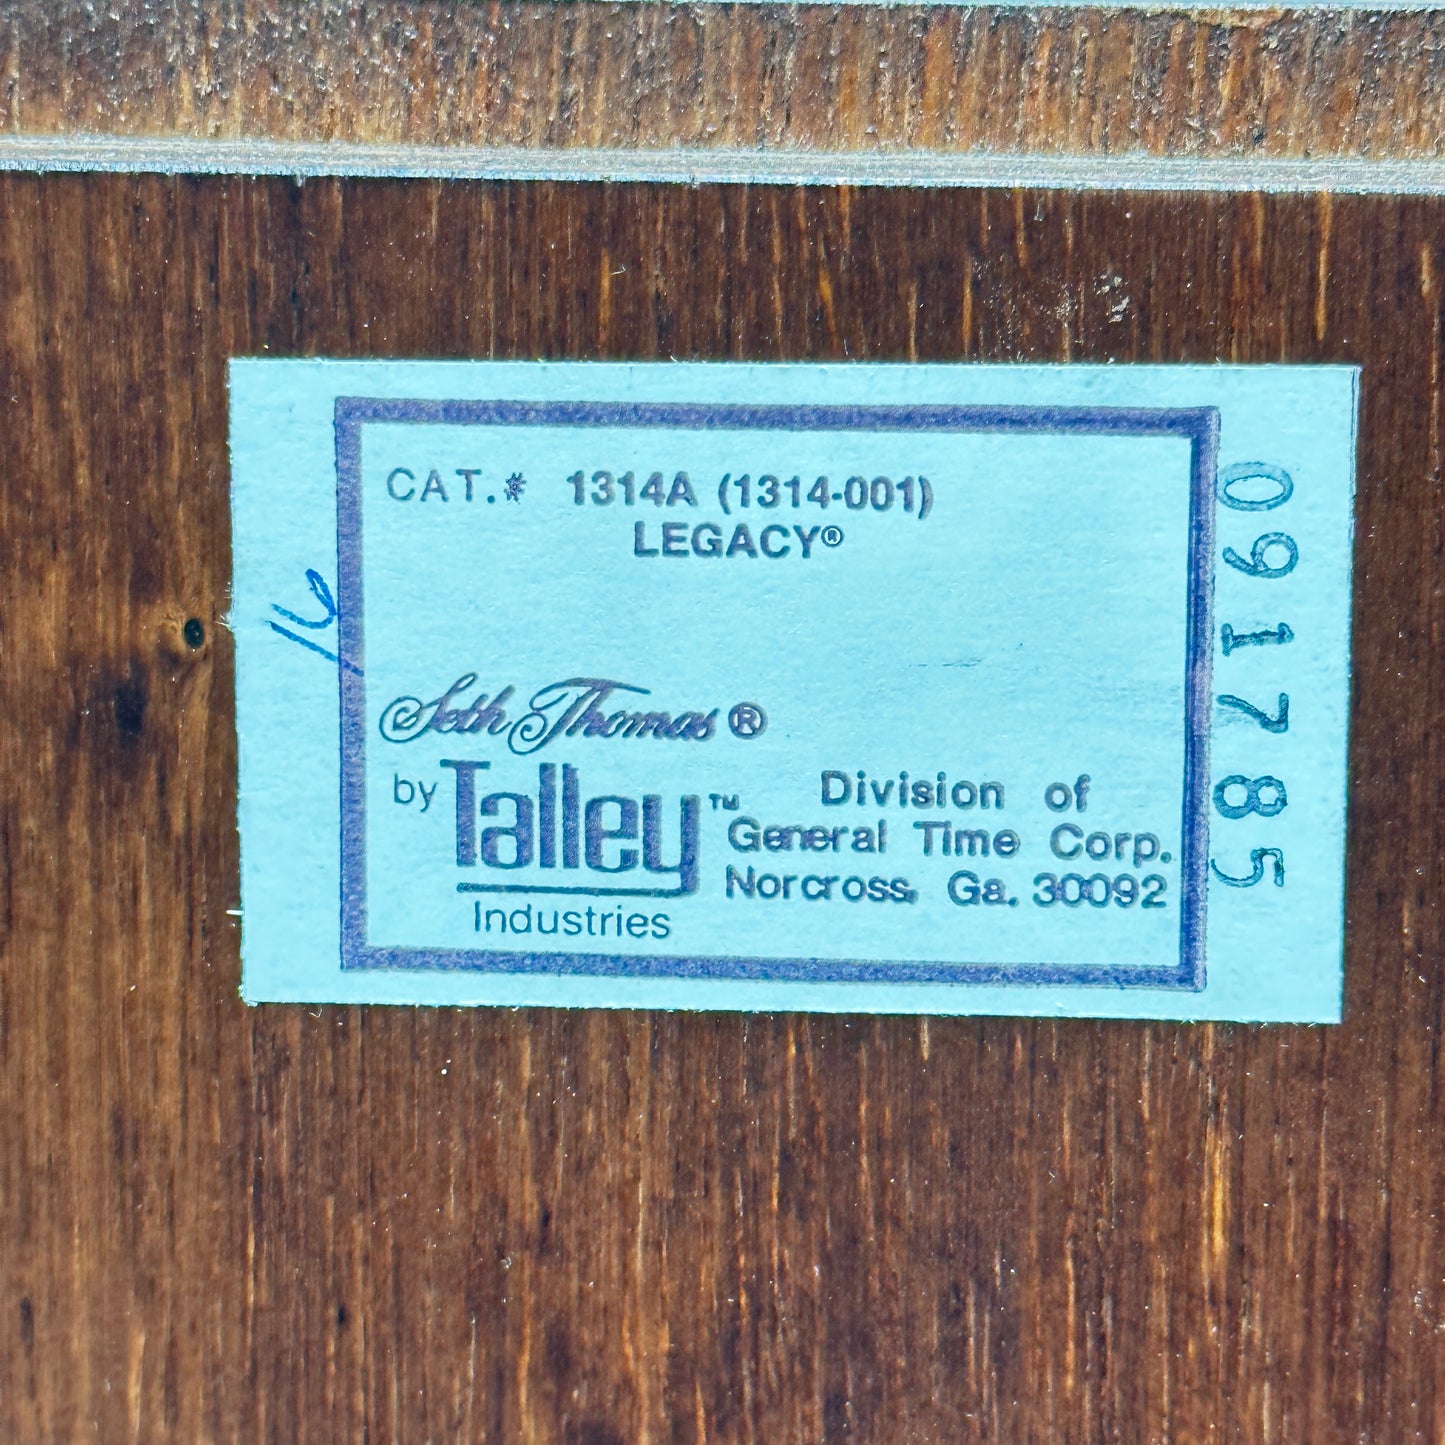 CAT.# 1314A (1314-001)
LEGACY®
16
Seth Thomas ®
by Talley™
Industries
Division of
General Time Corp.
Norcross, Ga. 30092
091785